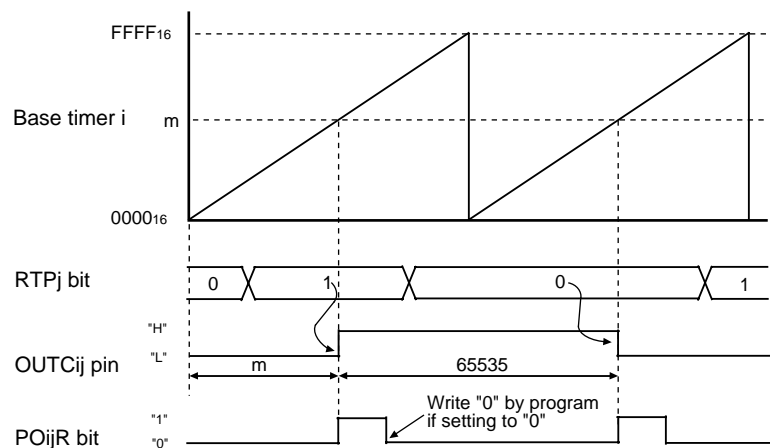 FFFF16
Base timer i
m
000016
RTPj bit
0
1
0
1
"H"
OUTCij pin
"L"
m
65535
"1"
Write "0" by program
if setting to "0"
POijR bit
"0"